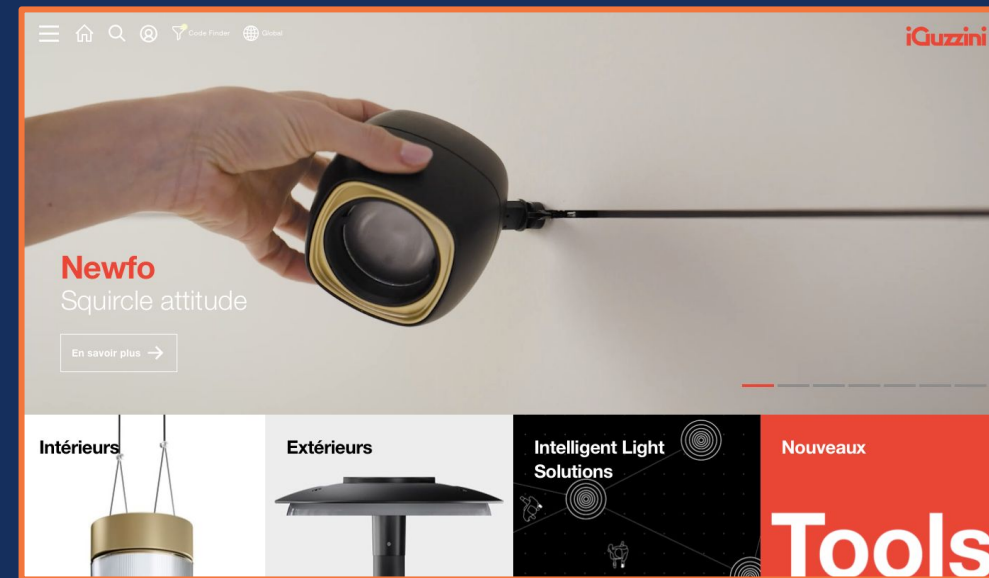 Code Finder
Global
iGuzzini
Newfo
Squircle attitude
En savoir plus
Intérieurs
Extérieurs
Intelligent Light
Solutions
Nouveaux
Tools